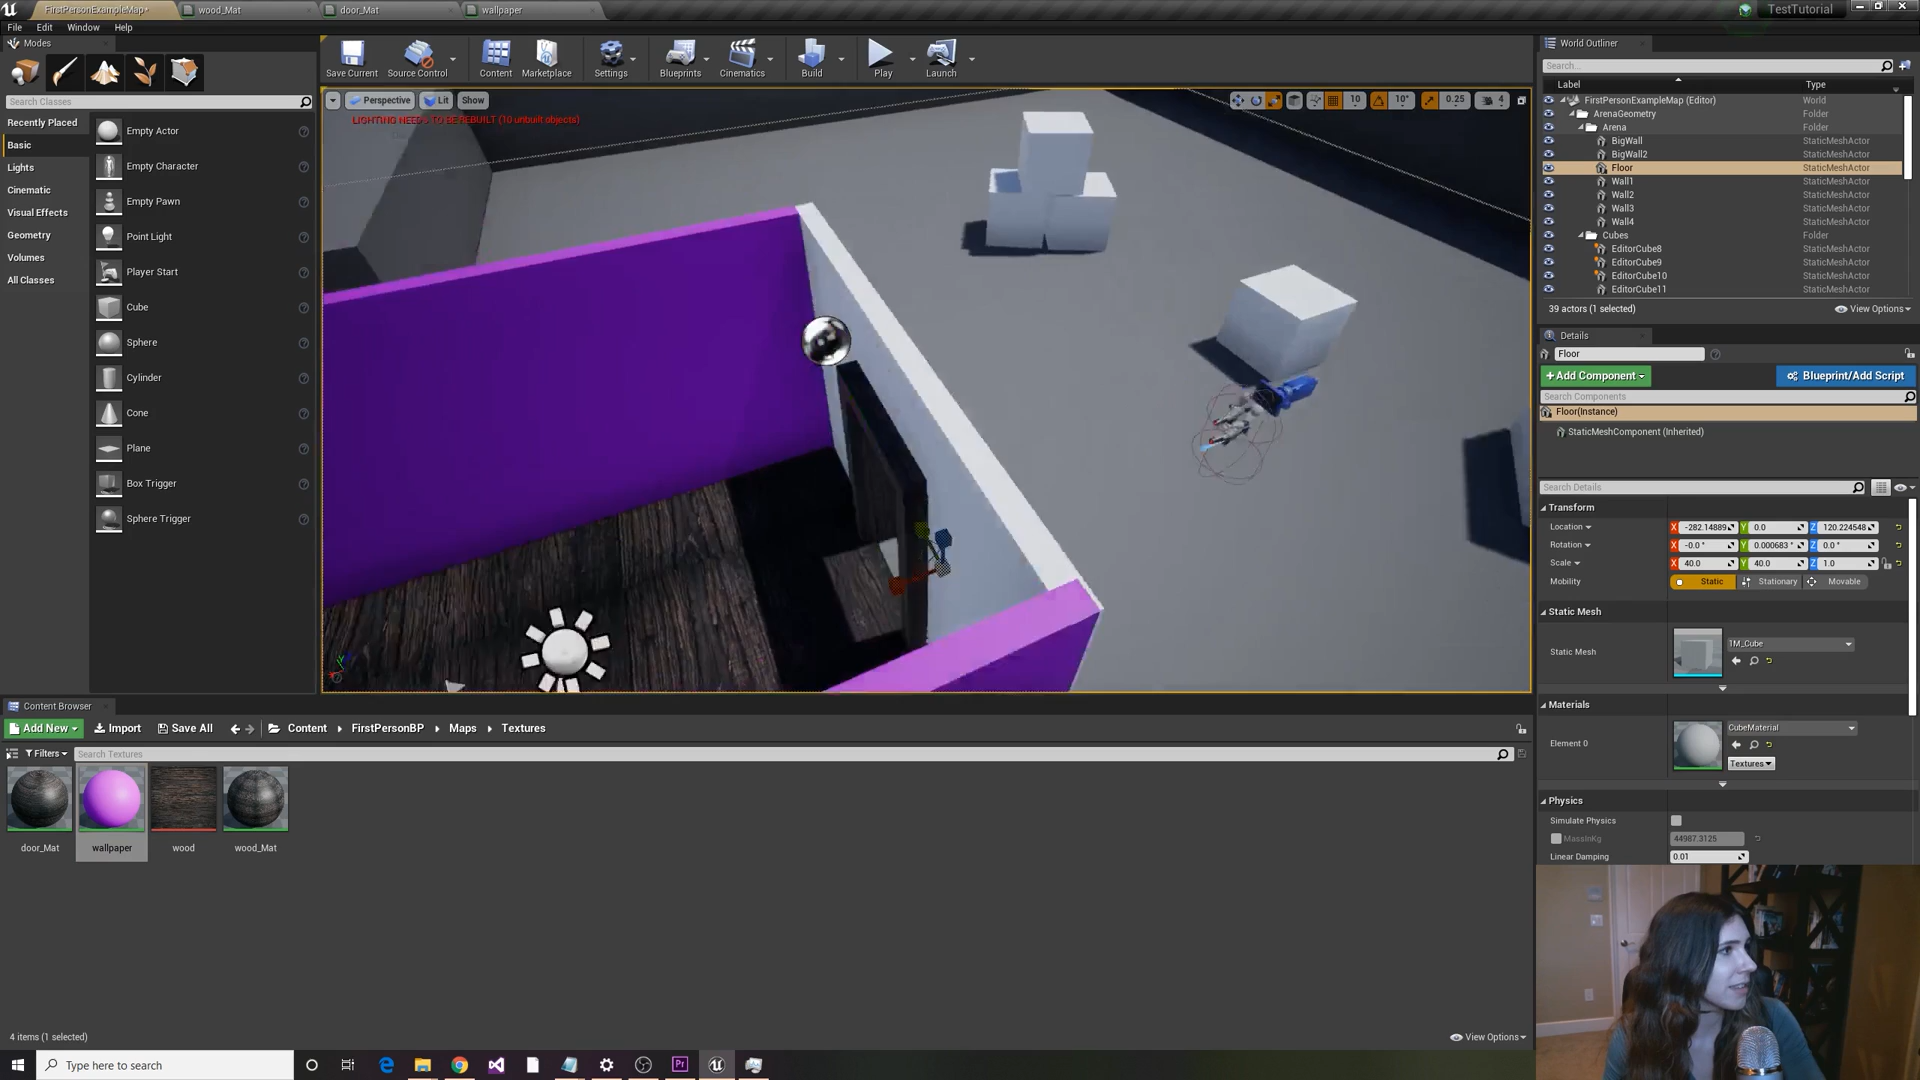 FirstPersonExampleMap*
wood_Mat
door_Mat
wallpaper
TestTutorial
File Edit Window Help
Modes
Search Classes
Recently Placed
Basic
Lights
Cinematic
Visual Effects
Geometry
Volumes
All Classes
Empty Actor
Empty Character
Empty Pawn
Point Light
Player Start
Cube
Sphere
Cylinder
Cone
Plane
Box Trigger
Sphere Trigger
Save Current Source Control Content Marketplace Settings Blueprints Cinematics Build Play Launch
Perspective Lit Show
10 10° 0.25 4
LIGHTING NEEDS TO BE REBUILT (10 unbuilt objects)
World Outliner
Search...
Label Type
FirstPersonExampleMap (Editor) World
ArenaGeometry Folder
Arena Folder
BigWall StaticMeshActor
BigWall2 StaticMeshActor
Floor StaticMeshActor
Wall1 StaticMeshActor
Wall2 StaticMeshActor
Wall3 StaticMeshActor
Wall4 StaticMeshActor
Cubes Folder
EditorCube8 StaticMeshActor
EditorCube9 StaticMeshActor
EditorCube10 StaticMeshActor
EditorCube11 StaticMeshActor
39 actors (1 selected) View Options
Details
Floor
+Add Component Blueprint/Add Script
Search Components
Floor(Instance)
StaticMeshComponent (Inherited)
Search Details
Transform
Location X -282.14889 Y 0.0 Z 120.224548
Rotation X -0.0 ° Y 0.000683 ° Z 0.0 °
Scale X 40.0 Y 40.0 Z 1.0
Mobility Static Stationary Movable
Static Mesh
Static Mesh 1M_Cube
Materials
Element 0 CubeMaterial
Textures
Physics
Simulate Physics
MassInKg 44987.3125
Linear Damping 0.01
Content Browser
Add New Import Save All Content FirstPersonBP Maps Textures
Filters Search Textures
door_Mat wallpaper wood wood_Mat
4 items (1 selected) View Options
Type here to search
Pr